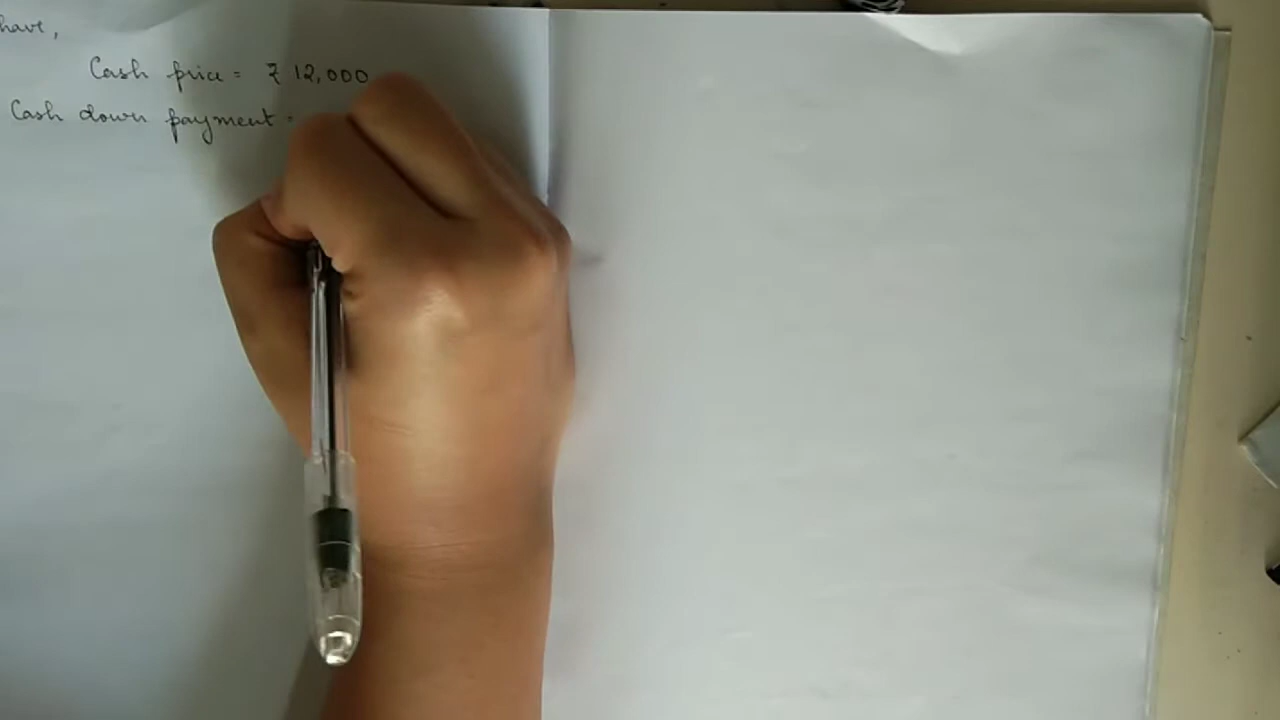 have,
Cash price = ₹ 12,000
Cash down payment =